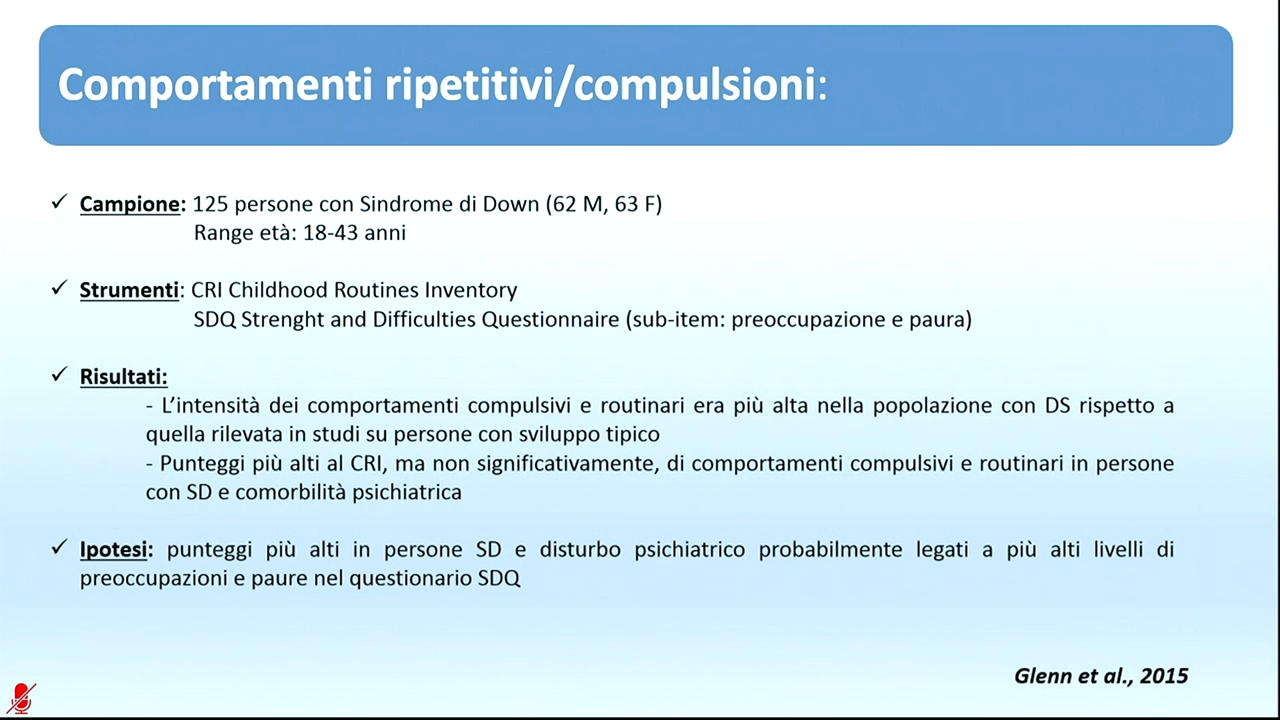 Comportamenti ripetitivi/compulsioni:
✓ Campione: 125 persone con Sindrome di Down (62 M, 63 F)
Range età: 18-43 anni
✓ Strumenti: CRI Childhood Routines Inventory
SDQ Strenght and Difficulties Questionnaire (sub-item: preoccupazione e paura)
✓ Risultati:
- L’intensità dei comportamenti compulsivi e routinari era più alta nella popolazione con DS rispetto a
quella rilevata in studi su persone con sviluppo tipico
- Punteggi più alti al CRI, ma non significativamente, di comportamenti compulsivi e routinari in persone
con SD e comorbilità psichiatrica
✓ Ipotesi: punteggi più alti in persone SD e disturbo psichiatrico probabilmente legati a più alti livelli di
preoccupazioni e paure nel questionario SDQ
Glenn et al., 2015